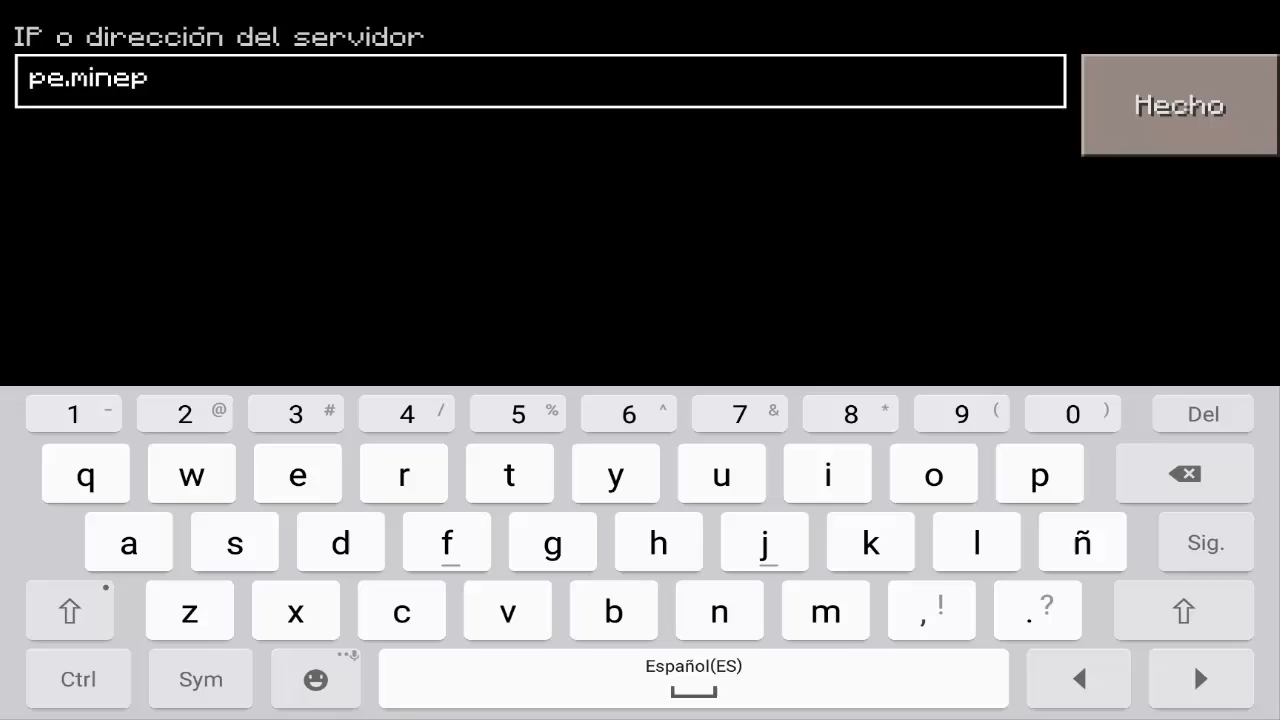 IP o dirección del servidor
pe.minep
Hecho
1 - 2 @ 3 # 4 / 5 % 6 ^ 7 & 8 * 9 ( 0 ) Del
q w e r t y u i o p
a s d f g h j k l ñ Sig.
z x c v b n m , ! . ?
Ctrl Sym Español(ES)